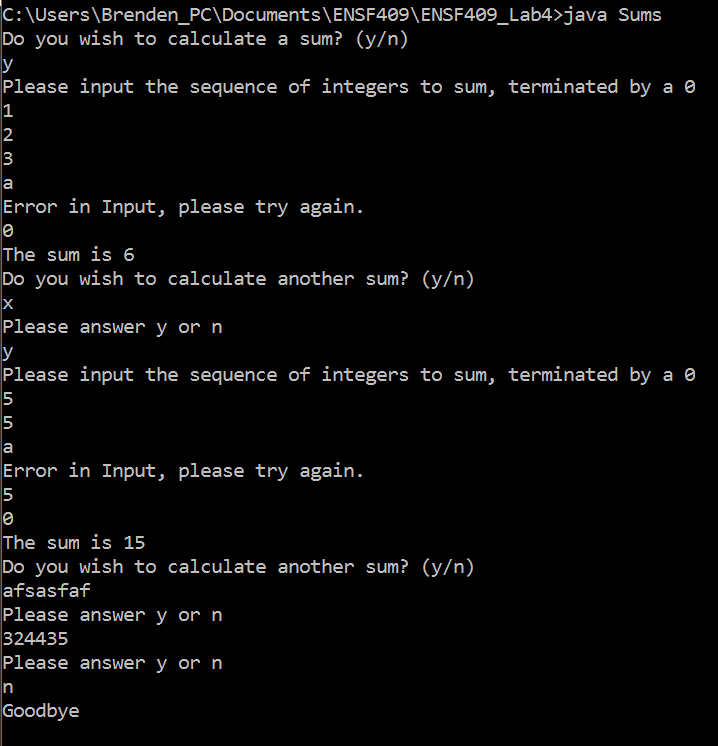 C:\Users\Brenden_PC\Documents\ENSF409\ENSF409_Lab4>java Sums
Do you wish to calculate a sum? (y/n)
y
Please input the sequence of integers to sum, terminated by a 0
1
2
3
a
Error in Input, please try again.
0
The sum is 6
Do you wish to calculate another sum? (y/n)
x
Please answer y or n
y
Please input the sequence of integers to sum, terminated by a 0
5
5
a
Error in Input, please try again.
5
0
The sum is 15
Do you wish to calculate another sum? (y/n)
afsasfaf
Please answer y or n
324435
Please answer y or n
n
Goodbye